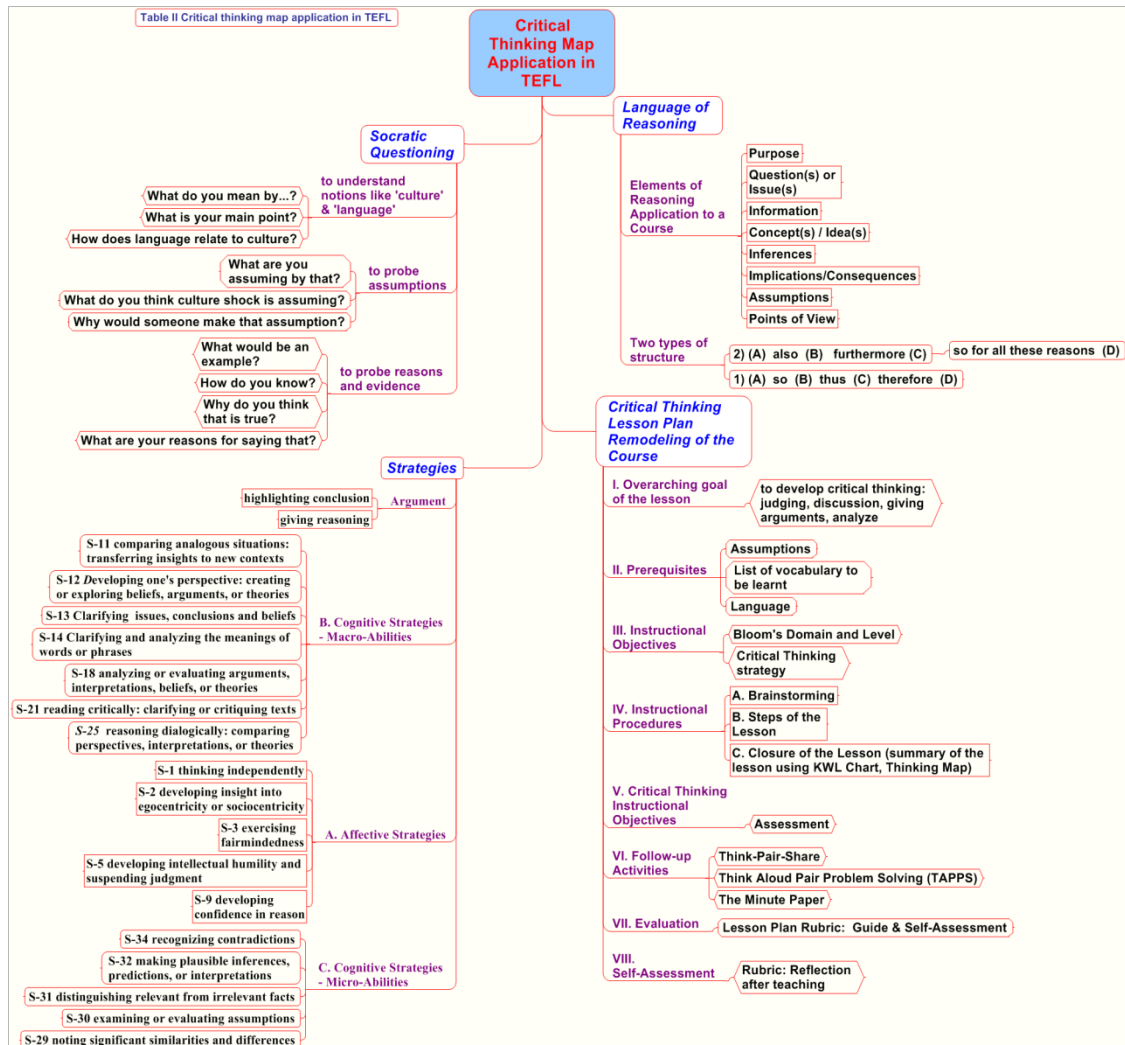 Table II Critical thinking map application in TEFL
Critical
Thinking Map
Application in
TEFL
Socratic
Questioning
to understand
notions like 'culture'
& 'language'
What do you mean by...?
What is your main point?
How does language relate to culture?
to probe
assumptions
What are you
assuming by that?
What do you think culture shock is assuming?
Why would someone make that assumption?
to probe reasons
and evidence
What would be an
example?
How do you know?
Why do you think
that is true?
What are your reasons for saying that?
Strategies
Argument
highlighting conclusion
giving reasoning
B. Cognitive Strategies
- Macro-Abilities
S-11 comparing analogous situations:
transferring insights to new contexts
S-12 Developing one's perspective: creating
or exploring beliefs, arguments, or theories
S-13 Clarifying issues, conclusions and beliefs
S-14 Clarifying and analyzing the meanings of
words or phrases
S-18 analyzing or evaluating arguments,
interpretations, beliefs, or theories
S-21 reading critically: clarifying or critiquing texts
S-25 reasoning dialogically: comparing
perspectives, interpretations, or theories
A. Affective Strategies
S-1 thinking independently
S-2 developing insight into
egocentricity or sociocentricity
S-3 exercising
fairmindedness
S-5 developing intellectual humility and
suspending judgment
S-9 developing
confidence in reason
C. Cognitive Strategies
- Micro-Abilities
S-34 recognizing contradictions
S-32 making plausible inferences,
predictions, or interpretations
S-31 distinguishing relevant from irrelevant facts
S-30 examining or evaluating assumptions
S-29 noting significant similarities and differences
Language of
Reasoning
Elements of
Reasoning
Application to a
Course
Purpose
Question(s) or
Issue(s)
Information
Concept(s) / Idea(s)
Inferences
Implications/Consequences
Assumptions
Points of View
Two types of
structure
2) (A) also (B) furthermore (C)
so for all these reasons (D)
1) (A) so (B) thus (C) therefore (D)
Critical Thinking
Lesson Plan
Remodeling of the
Course
I. Overarching goal
of the lesson
to develop critical thinking:
judging, discussion, giving
arguments, analyze
II. Prerequisites
Assumptions
List of vocabulary to
be learnt
Language
III. Instructional
Objectives
Bloom's Domain and Level
Critical Thinking
strategy
IV. Instructional
Procedures
A. Brainstorming
B. Steps of the
Lesson
C. Closure of the Lesson (summary of the
lesson using KWL Chart, Thinking Map)
V. Critical Thinking
Instructional
Objectives
Assessment
VI. Follow-up
Activities
Think-Pair-Share
Think Aloud Pair Problem Solving (TAPPS)
The Minute Paper
VII. Evaluation
Lesson Plan Rubric: Guide & Self-Assessment
VIII.
Self-Assessment
Rubric: Reflection
after teaching